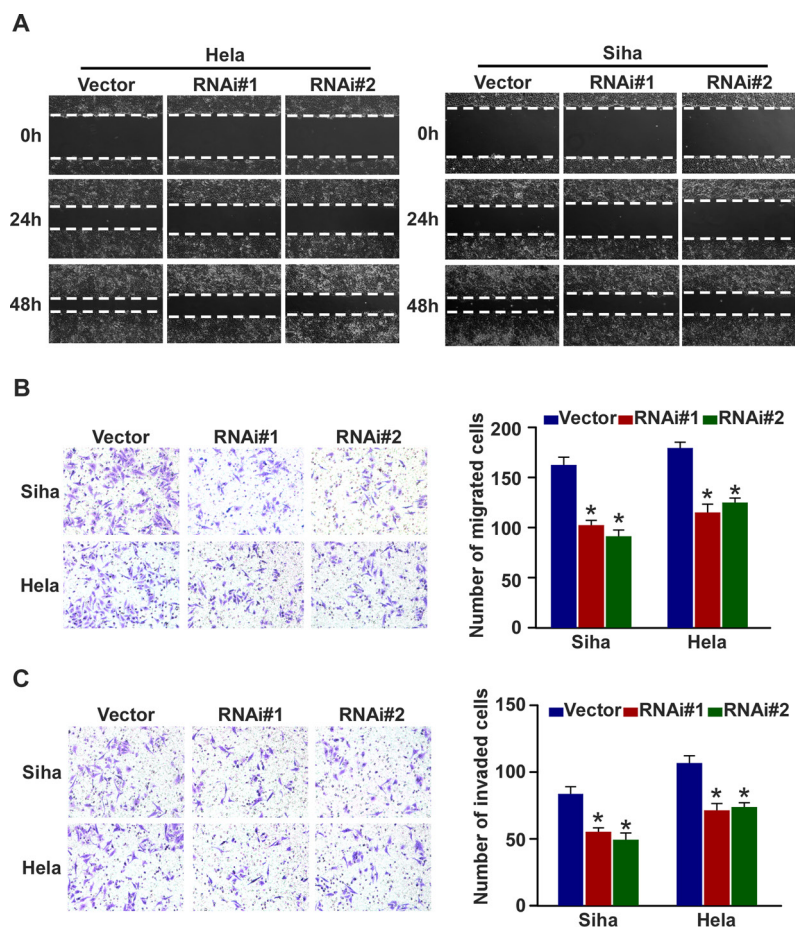 A
Hela
Siha
Vector RNAi#1 RNAi#2
Vector RNAi#1 RNAi#2
0h
0h
24h
24h
48h
48h
B
Vector RNAi#1 RNAi#2
Siha
Hela
Number of migrated cells
200
150
100
50
0
Vector RNAi#1 RNAi#2
* * * *
Siha Hela
C
Vector RNAi#1 RNAi#2
Siha
Hela
Number of invaded cells
150
100
50
0
Vector RNAi#1 RNAi#2
* * * *
Siha Hela